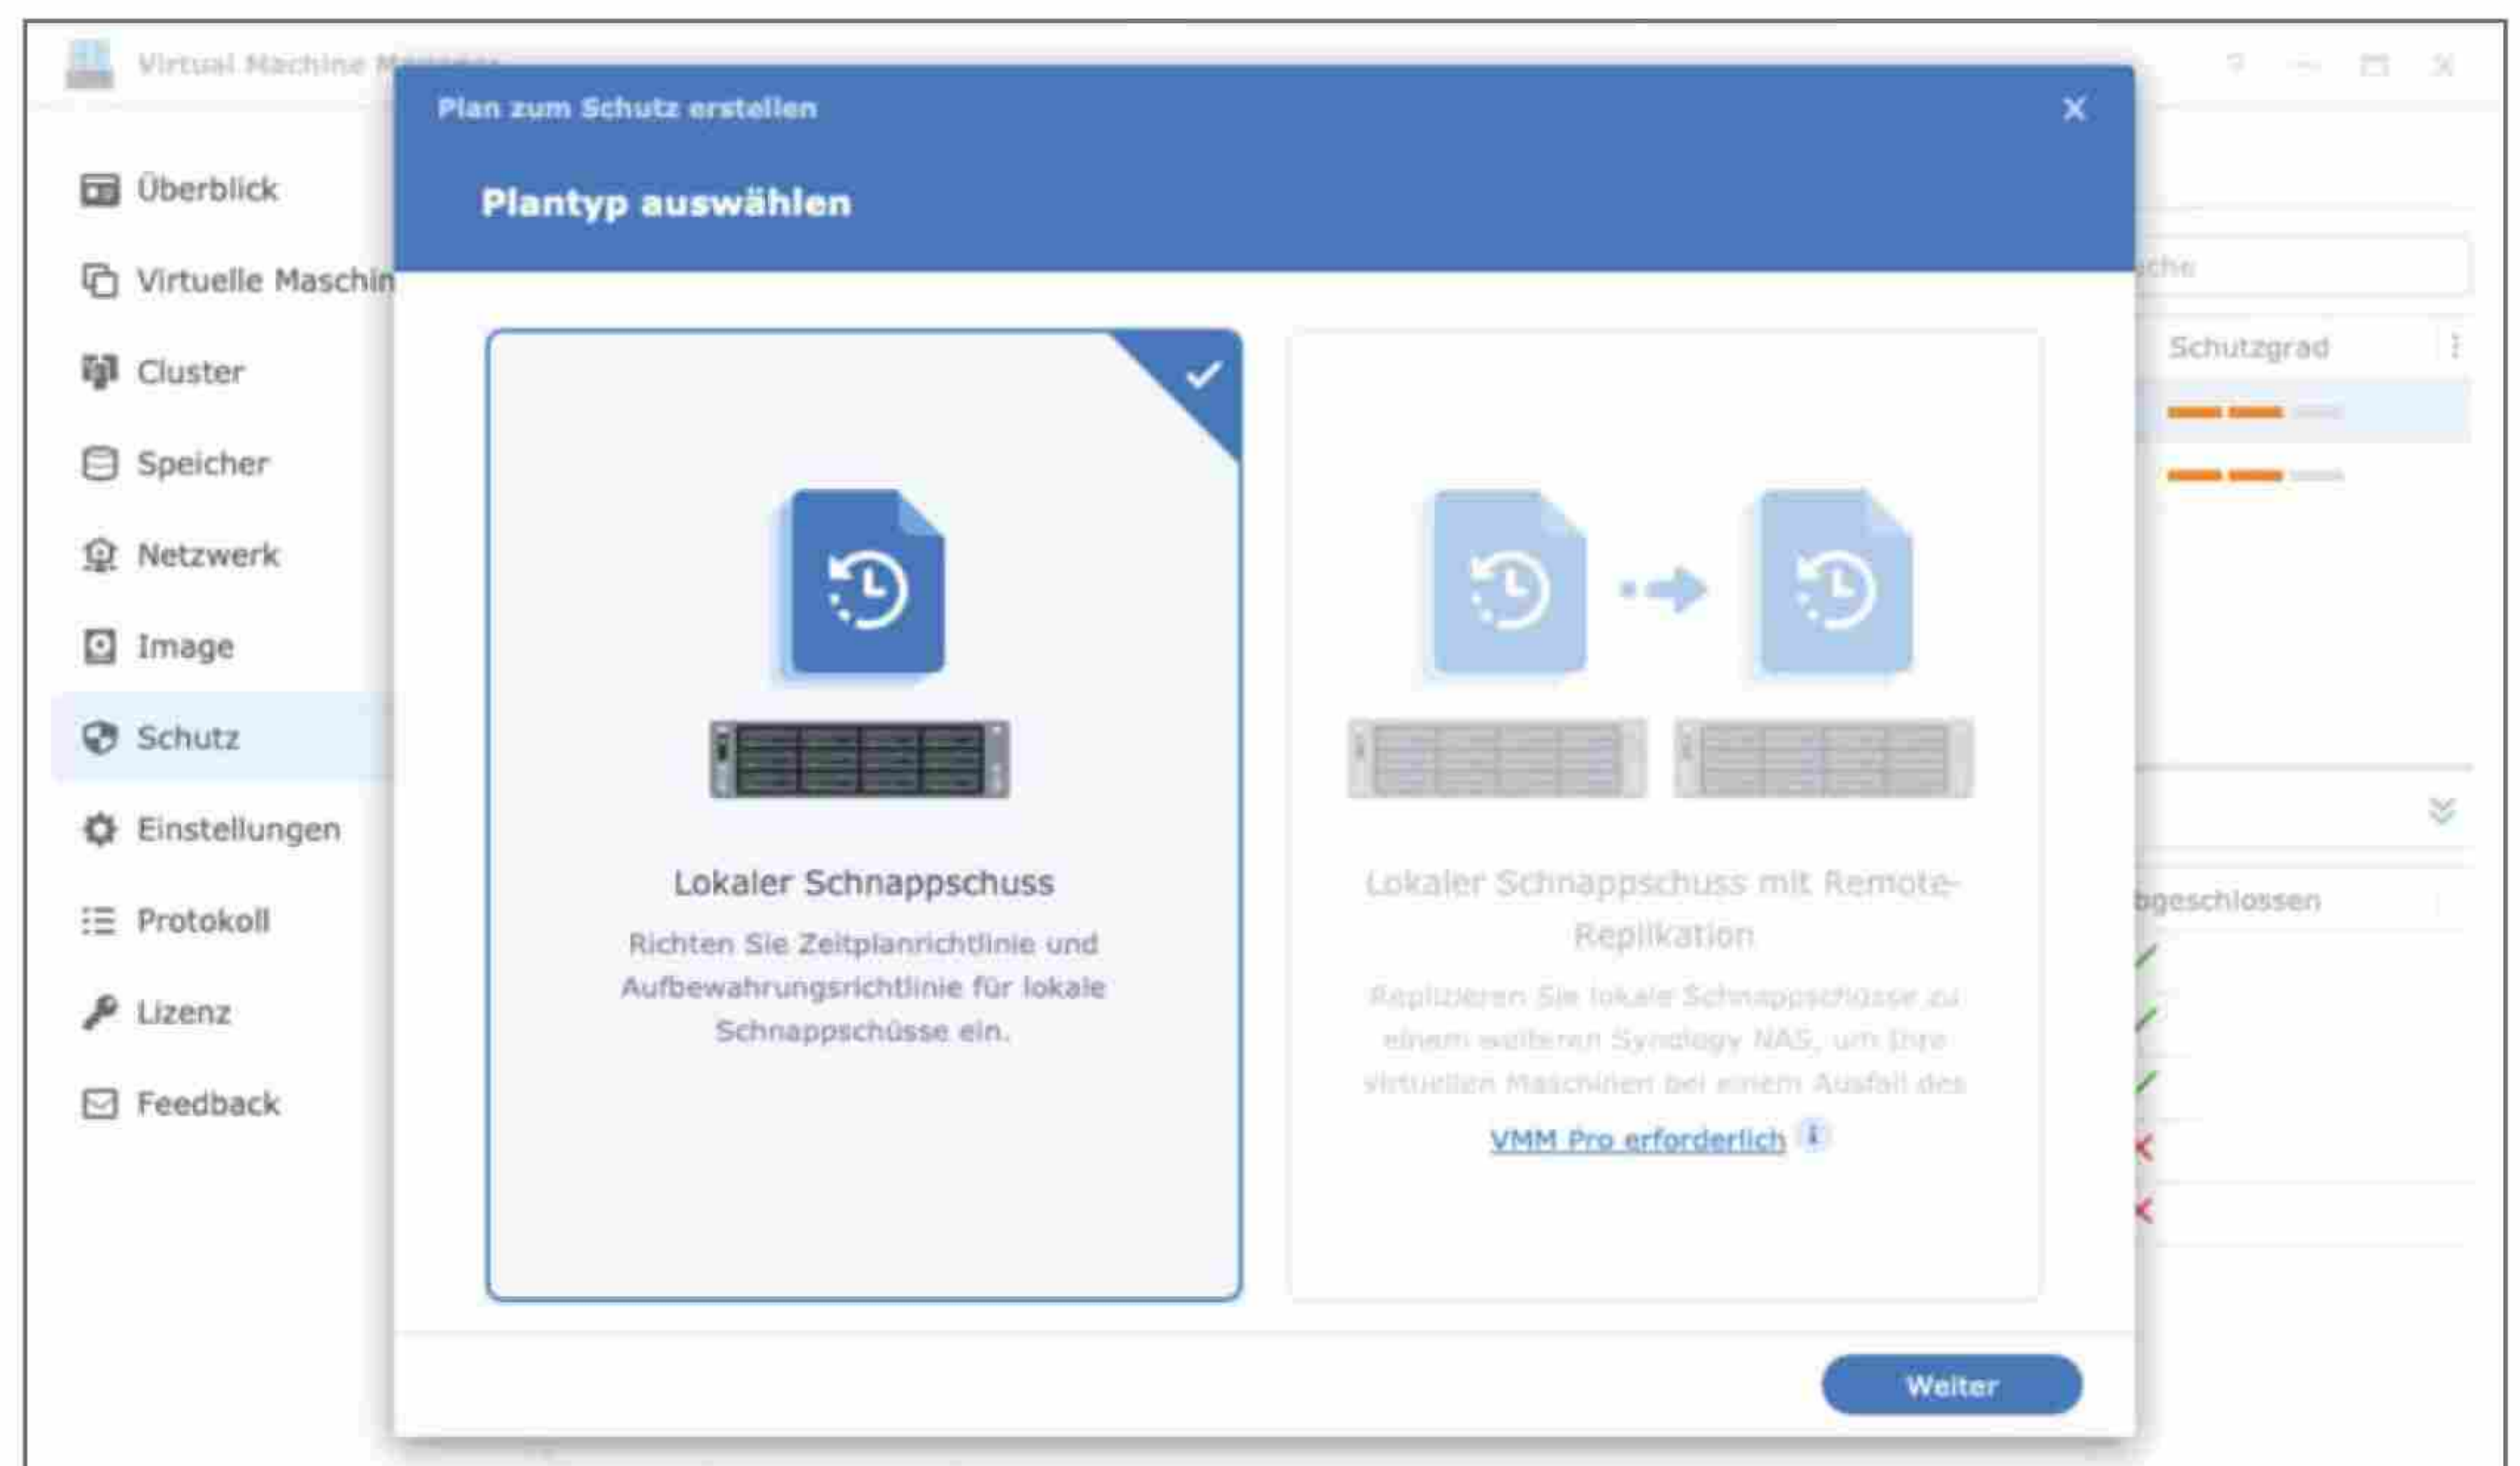 Virtual Machine
Plan zum Schutz erstellen
Plantyp auswählen
Überblick
Virtuelle Maschin
Cluster
Speicher
Netzwerk
Image
Schutz
Einstellungen
Protokoll
Lizenz
Feedback
Lokaler Schnappschuss
Richten Sie Zeitplanrichtlinie und
Aufbewahrungsrichtlinie für lokale
Schnappschüsse ein.
Lokaler Schnappschuss mit Remote-
Replikation
Replizieren Sie lokale Schnappschüsse zu
einem weiteren Synology NAS, um Ihre
virtuellen Maschinen bei einem Ausfall des
VMM Pro erforderlich
Weiter
uche
Schutzgrad
bgeschlossen